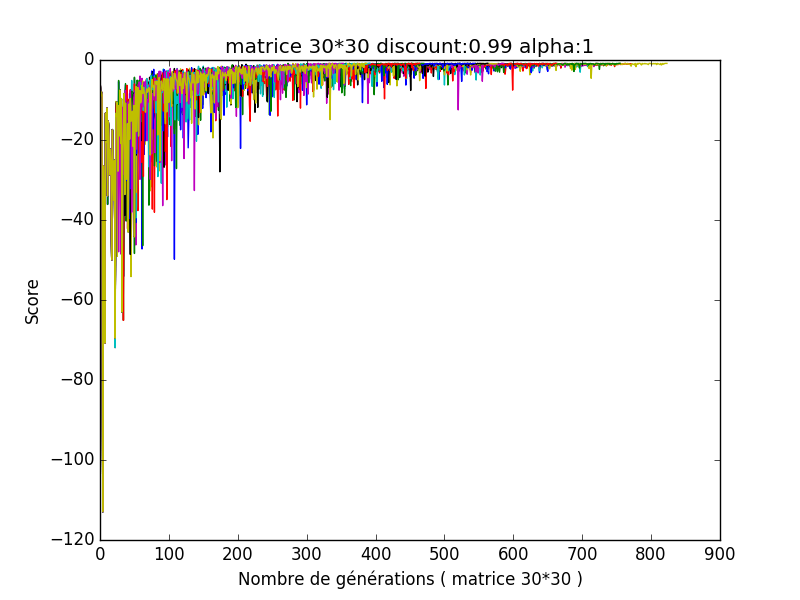 matrice 30*30 discount:0.99 alpha:1
0
−20
−40
−60
−80
−100
−120
Score
0 100 200 300 400 500 600 700 800 900
Nombre de générations ( matrice 30*30 )